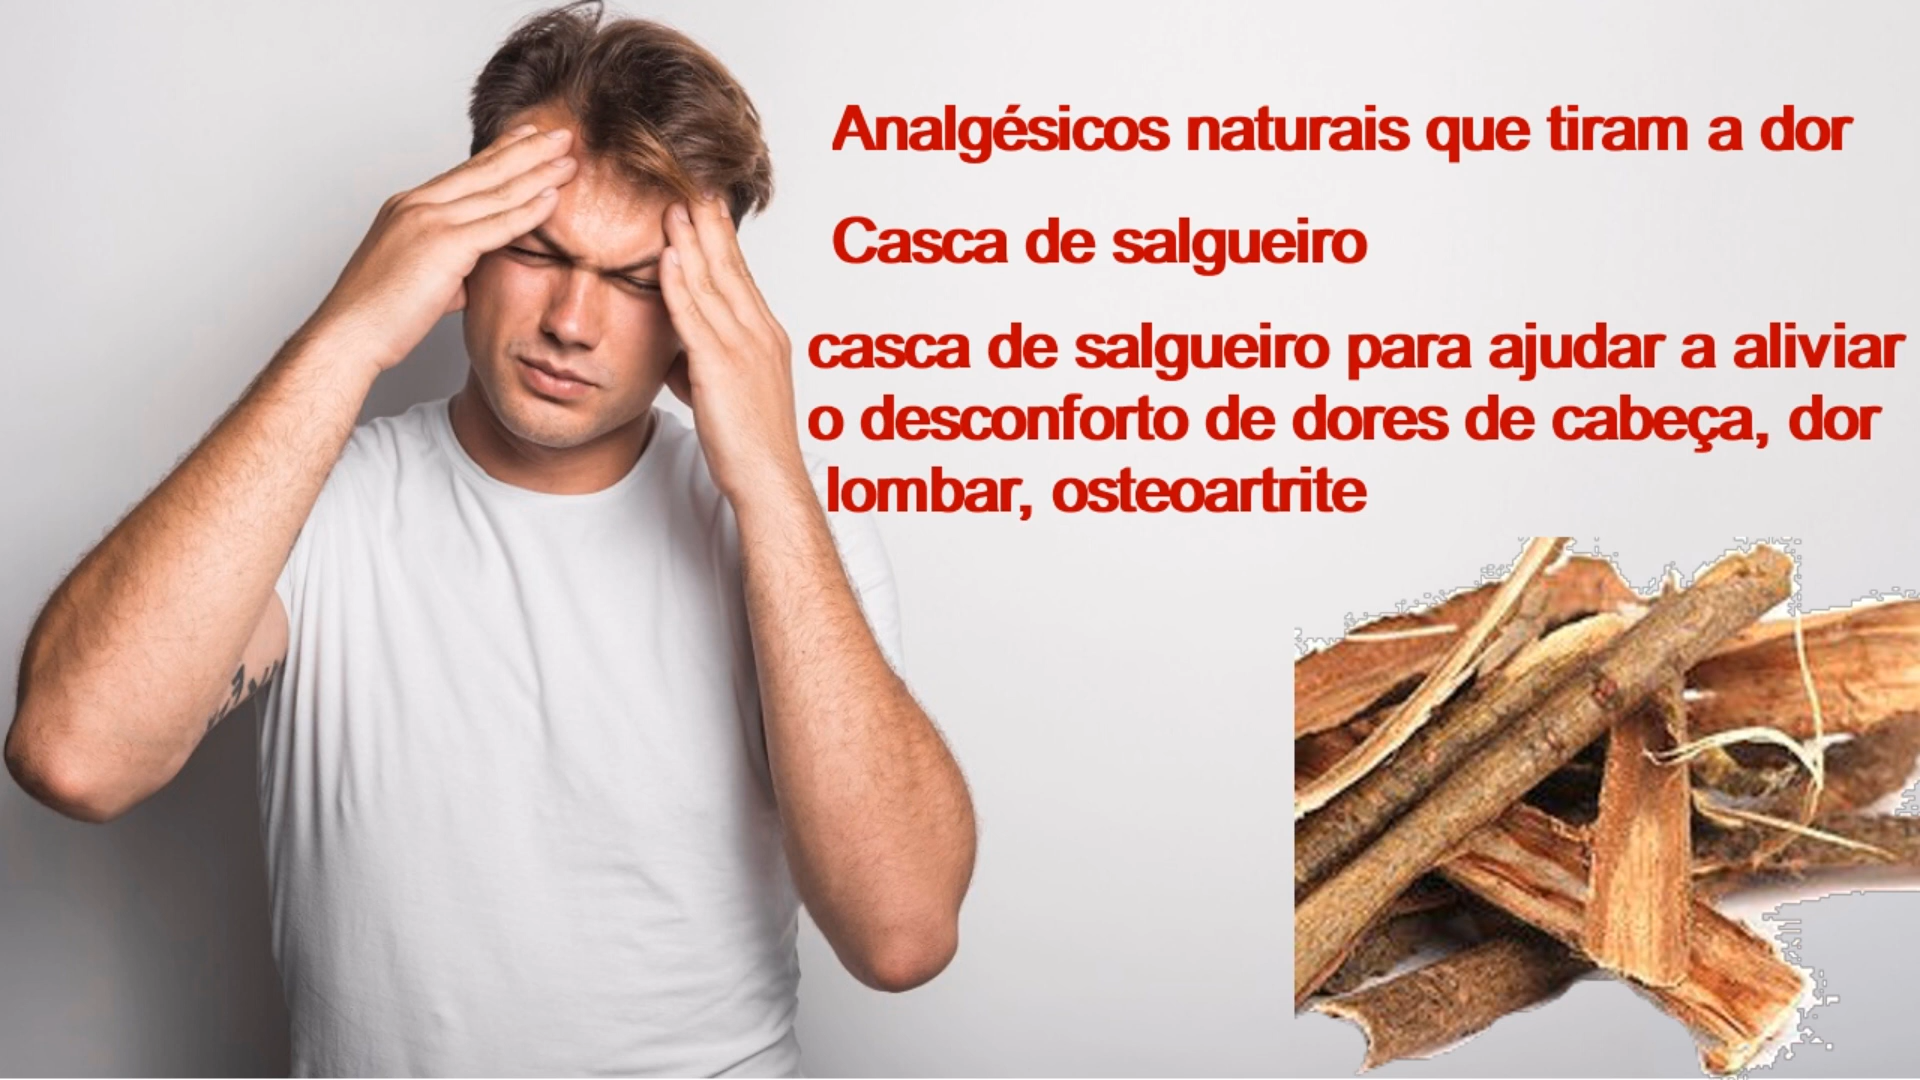 Analgésicos naturais que tiram a dor
Casca de salgueiro
casca de salgueiro para ajudar a aliviar
o desconforto de dores de cabeça, dor
lombar, osteoartrite